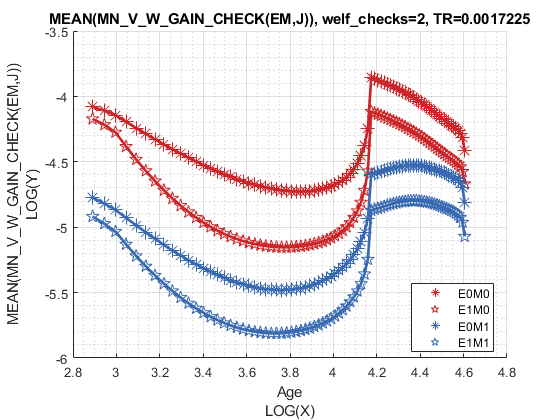 MEAN(MN_V_W_GAIN_CHECK(EM,J)), welf_checks=2, TR=0.0017225
-3.5
-4
-4.5
-5
-5.5
-6
MEAN(MN_V_W_GAIN_CHECK(EM,J))
LOG(Y)
2.8 3 3.2 3.4 3.6 3.8 4 4.2 4.4 4.6 4.8
Age
LOG(X)
E0M0
E1M0
E0M1
E1M1